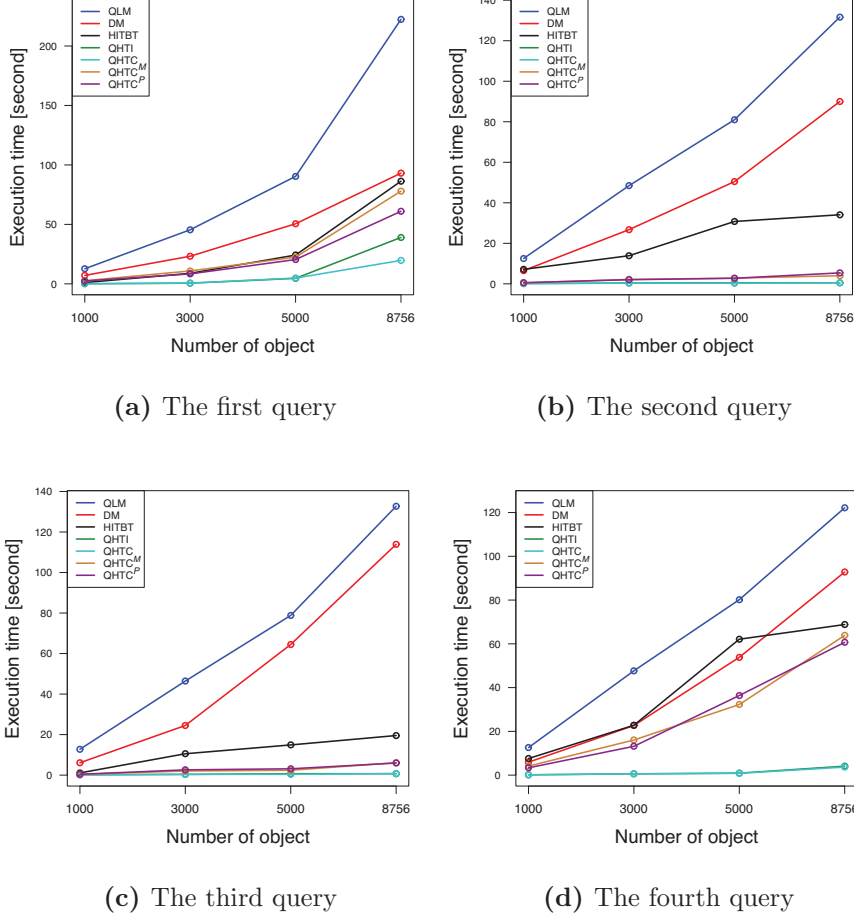 QLM
DM
HITBT
QHTI
QHTC
QHTC^M
QHTC^P
Execution time [second]
200
150
100
50
0
1000
3000
5000
8756
Number of object
(a) The first query
140
QLM
DM
HITBT
QHTI
QHTC
QHTC^M
QHTC^P
Execution time [second]
120
100
80
60
40
20
0
1000
3000
5000
8756
Number of object
(b) The second query
140
QLM
DM
HITBT
QHTI
QHTC
QHTC^M
QHTC^P
Execution time [second]
120
100
80
60
40
20
0
1000
3000
5000
8756
Number of object
(c) The third query
QLM
DM
HITBT
QHTI
QHTC
QHTC^M
QHTC^P
Execution time [second]
120
100
80
60
40
20
0
1000
3000
5000
8756
Number of object
(d) The fourth query